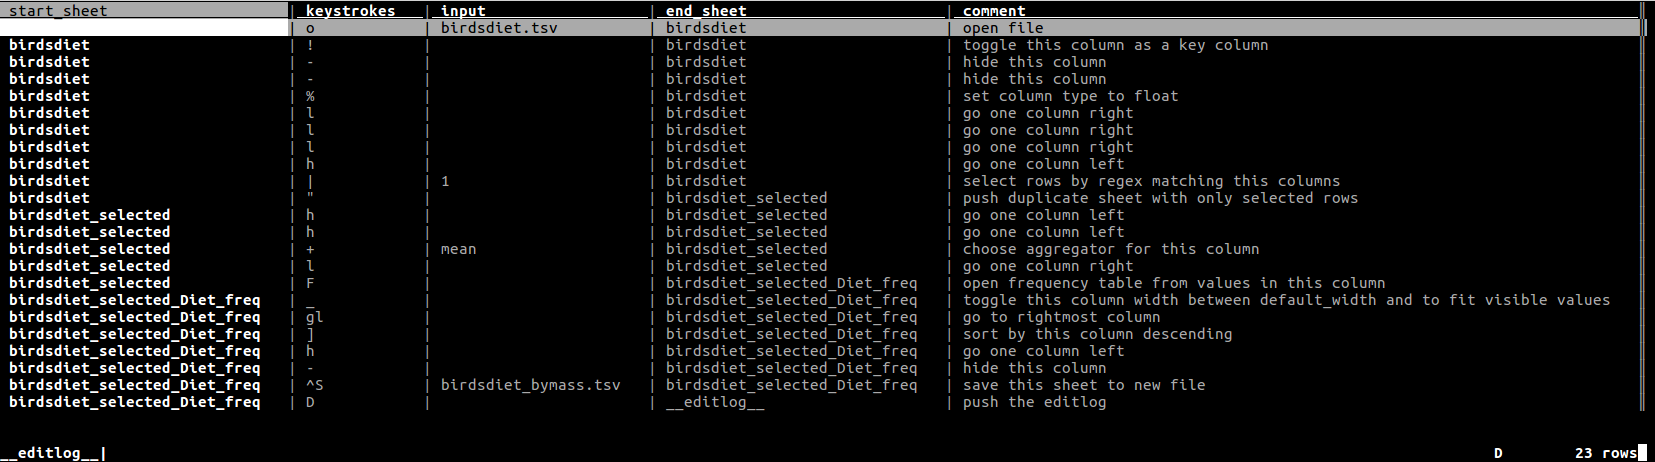 start_sheet | keystrokes | input | end_sheet | comment ‖
| o | birdsdiet.tsv | birdsdiet | open file ‖
birdsdiet | ! | | birdsdiet | toggle this column as a key column ‖
birdsdiet | - | | birdsdiet | hide this column ‖
birdsdiet | - | | birdsdiet | hide this column ‖
birdsdiet | % | | birdsdiet | set column type to float ‖
birdsdiet | l | | birdsdiet | go one column right ‖
birdsdiet | l | | birdsdiet | go one column right ‖
birdsdiet | l | | birdsdiet | go one column right ‖
birdsdiet | h | | birdsdiet | go one column left ‖
birdsdiet | | | 1 | birdsdiet | select rows by regex matching this columns ‖
birdsdiet | " | | birdsdiet_selected | push duplicate sheet with only selected rows ‖
birdsdiet_selected | h | | birdsdiet_selected | go one column left ‖
birdsdiet_selected | h | | birdsdiet_selected | go one column left ‖
birdsdiet_selected | + | mean | birdsdiet_selected | choose aggregator for this column ‖
birdsdiet_selected | l | | birdsdiet_selected | go one column right ‖
birdsdiet_selected | F | | birdsdiet_selected_Diet_freq | open frequency table from values in this column ‖
birdsdiet_selected_Diet_freq | _ | | birdsdiet_selected_Diet_freq | toggle this column width between default_width and to fit visible values ‖
birdsdiet_selected_Diet_freq | gl | | birdsdiet_selected_Diet_freq | go to rightmost column ‖
birdsdiet_selected_Diet_freq | ] | | birdsdiet_selected_Diet_freq | sort by this column descending ‖
birdsdiet_selected_Diet_freq | h | | birdsdiet_selected_Diet_freq | go one column left ‖
birdsdiet_selected_Diet_freq | - | | birdsdiet_selected_Diet_freq | hide this column ‖
birdsdiet_selected_Diet_freq | ^S | birdsdiet_bymass.tsv | birdsdiet_selected_Diet_freq | save this sheet to new file ‖
birdsdiet_selected_Diet_freq | D | | __editlog__ | push the editlog ‖
__editlog__| D 23 rows